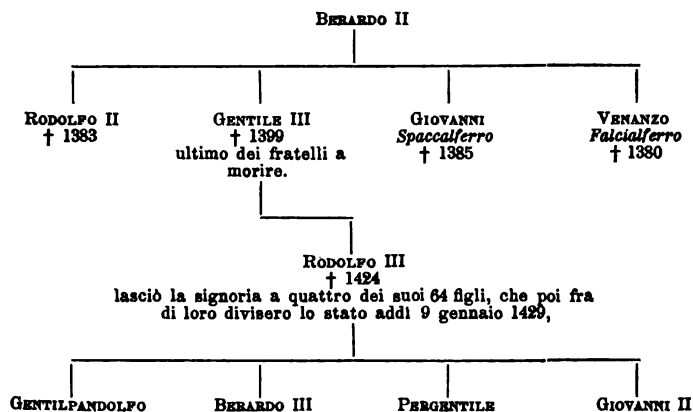 BERARDO II
RODOLFO II GENTILE III GIOVANNI VENANZO
† 1383 † 1399 Spaccalferro Falcialferro
ultimo dei fratelli a † 1385 † 1380
morire.
RODOLFO III
† 1424
lasciò la signoria a quattro dei suoi 64 figli, che poi fra
di loro divisero lo stato addì 9 gennaio 1429,
GENTILPANDOLFO BERARDO III PERGENTILE GIOVANNI II